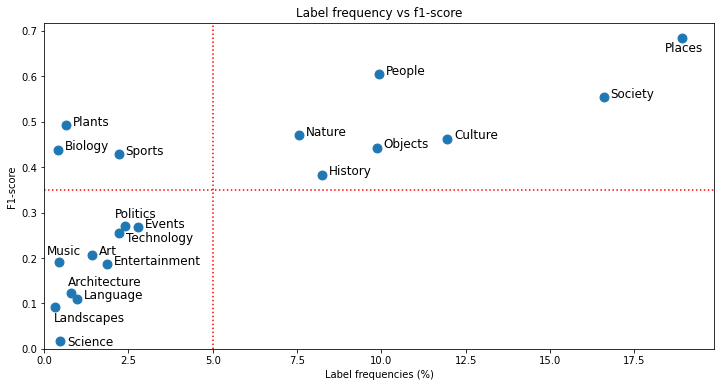 Label frequency vs f1-score
0.7
0.6
0.5
0.4
0.3
0.2
0.1
0.0
F1-score
Places
People
Society
Plants
Nature
Culture
Biology
Objects
Sports
History
Politics
Events
Technology
Music
Art
Entertainment
Architecture
Language
Landscapes
Science
0.0
2.5
5.0
7.5
10.0
12.5
15.0
17.5
Label frequencies (%)